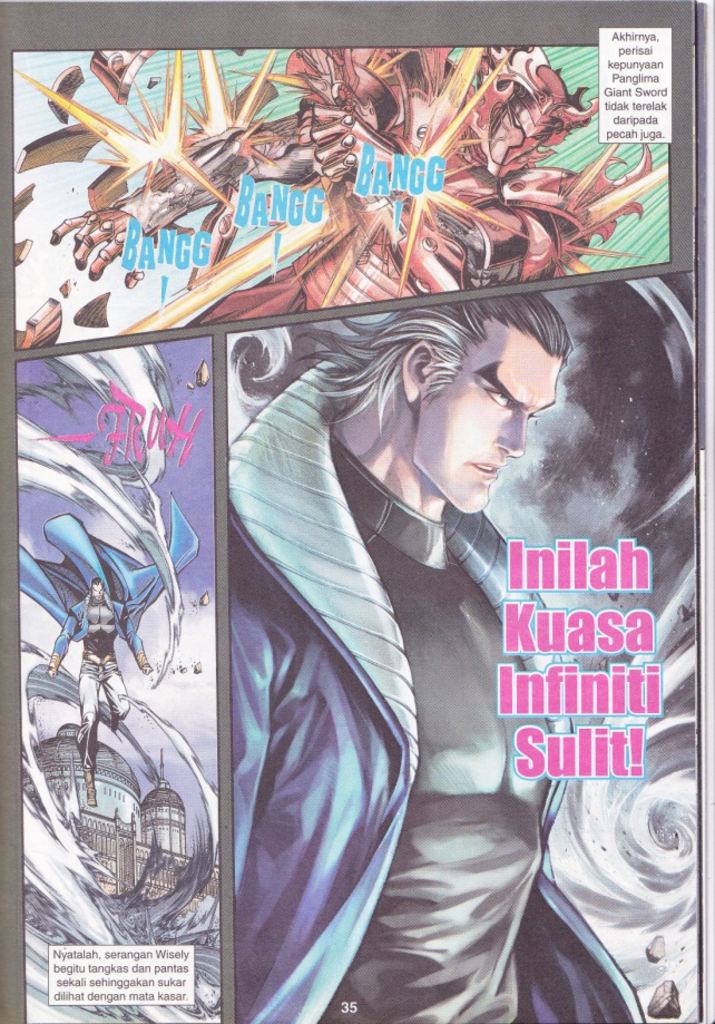 Akhirnya,
perisai
kepunyaan
Panglima
Giant Sword
tidak terelak
daripada
pecah juga.
BANGG
BANGG
BANGG
FRUUH
Inilah
Kuasa
Infiniti
Sulit!
Nyatalah, serangan Wisely
begitu tangkas dan pantas
sekali sehinggakan sukar
dilihat dengan mata kasar.
35